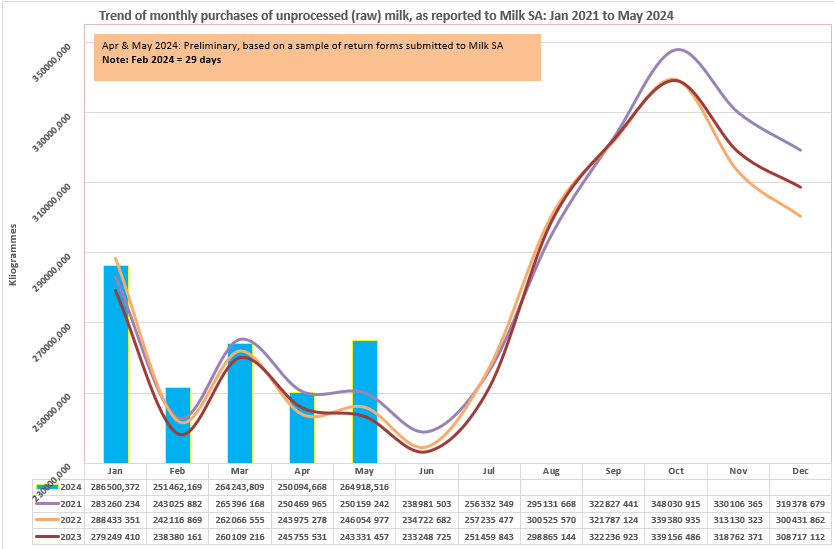 Trend of monthly purchases of unprocessed (raw) milk, as reported to Milk SA: Jan 2021 to May 2024
Apr & May 2024: Preliminary, based on a sample of return forms submitted to Milk SA
Note: Feb 2024 = 29 days
Kliogrammes
350000,000
330000,000
310000,000
290000,000
270000,000
250000,000
230000,000
Jan Feb Mar Apr May Jun Jul Aug Sep Oct Nov Dec
2024 286500,372 251462,169 264243,809 250094,668 264918,516
2021 283260 234 243025 882 265396 168 250469 965 250159 242 238981 503 256332 349 295131 668 322827 441 348030 915 330106 365 319378 679
2022 288433 351 242116 869 262066 555 243975 278 246054 977 234722 682 257235 477 300525 570 321787 124 339380 935 313130 323 300431 862
2023 279249 410 238380 161 260109 216 245755 531 243331 457 233248 725 251459 843 298865 144 322236 923 339156 486 318762 371 308717 112